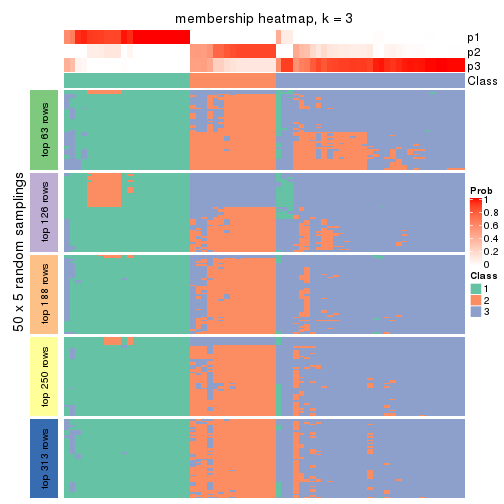 membership heatmap, k = 3
p1
p2
p3
Class
50 x 5 random samplings
top 63 rows
top 126 rows
top 188 rows
top 250 rows
top 313 rows
Prob
1
0.8
0.6
0.4
0.2
0
Class
1
2
3